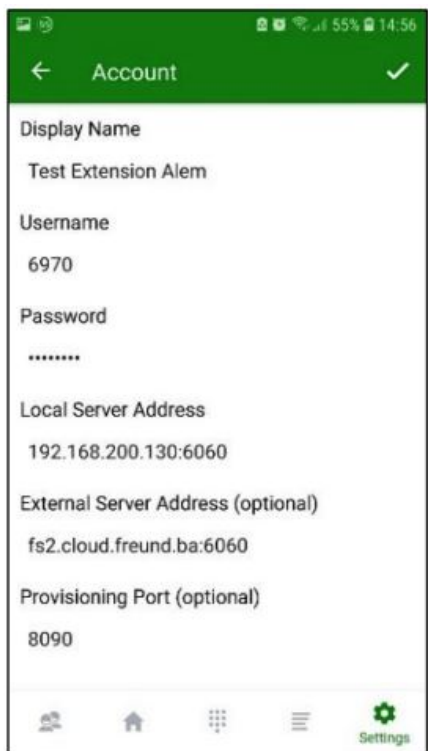 55% 14:56
Account
Display Name
Test Extension Alem
Username
6970
Password
••••••••
Local Server Address
192.168.200.130:6060
External Server Address (optional)
fs2.cloud.freund.ba:6060
Provisioning Port (optional)
8090
Settings